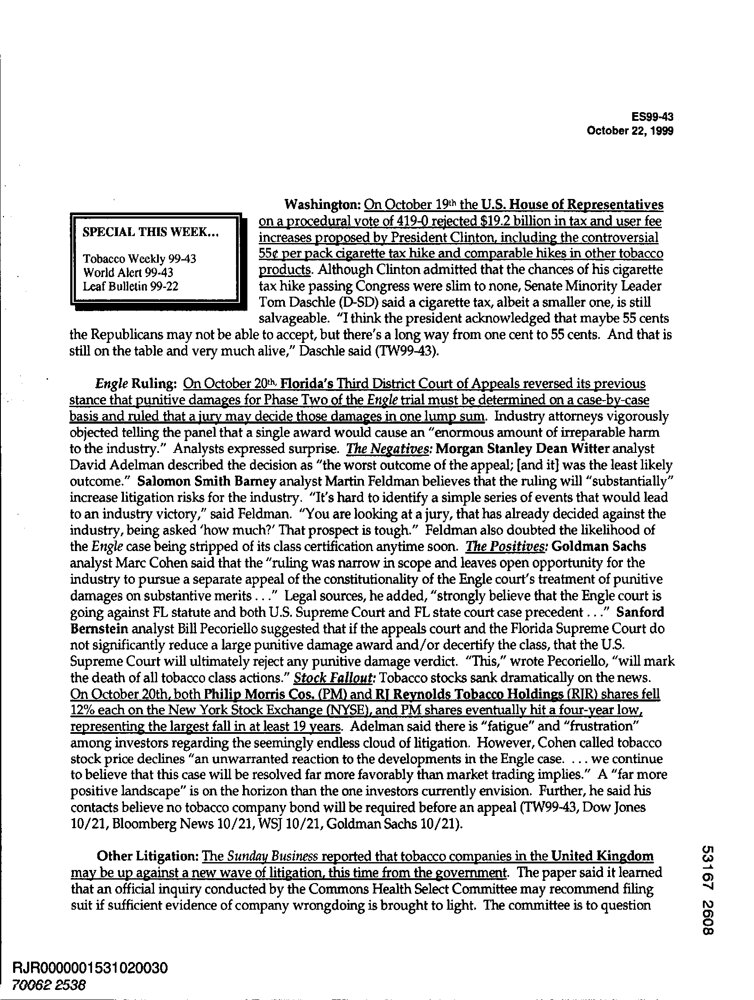 ES99-43
October 22, 1999
SPECIAL THIS WEEK...
Tobacco Weekly 99-43
World Alert 99-43
Leaf Bulletin 99-22
Washington: On October 19th the U.S. House of Representatives
on a procedural vote of 419-0 rejected $19.2 billion in tax and user fee
increases proposed by President Clinton, including the controversial
55¢ per pack cigarette tax hike and comparable hikes in other tobacco
products. Although Clinton admitted that the chances of his cigarette
tax hike passing Congress were slim to none, Senate Minority Leader
Tom Daschle (D-SD) said a cigarette tax, albeit a smaller one, is still
salvageable. "I think the president acknowledged that maybe 55 cents
the Republicans may not be able to accept, but there's a long way from one cent to 55 cents. And that is
still on the table and very much alive," Daschle said (TW99-43).
Engle Ruling: On October 20th, Florida's Third District Court of Appeals reversed its previous
stance that punitive damages for Phase Two of the Engle trial must be determined on a case-by-case
basis and ruled that a jury may decide those damages in one lump sum. Industry attorneys vigorously
objected telling the panel that a single award would cause an "enormous amount of irreparable harm
to the industry." Analysts expressed surprise. The Negatives: Morgan Stanley Dean Witter analyst
David Adelman described the decision as "the worst outcome of the appeal; [and it] was the least likely
outcome." Salomon Smith Barney analyst Martin Feldman believes that the ruling will "substantially"
increase litigation risks for the industry. "It's hard to identify a simple series of events that would lead
to an industry victory," said Feldman. "You are looking at a jury, that has already decided against the
industry, being asked 'how much?' That prospect is tough." Feldman also doubted the likelihood of
the Engle case being stripped of its class certification anytime soon. The Positives: Goldman Sachs
analyst Marc Cohen said that the "ruling was narrow in scope and leaves open opportunity for the
industry to pursue a separate appeal of the constitutionality of the Engle court's treatment of punitive
damages on substantive merits . . ." Legal sources, he added, "strongly believe that the Engle court is
going against FL statute and both U.S. Supreme Court and FL state court case precedent . . ." Sanford
Bernstein analyst Bill Pecoriello suggested that if the appeals court and the Florida Supreme Court do
not significantly reduce a large punitive damage award and/or decertify the class, that the U.S.
Supreme Court will ultimately reject any punitive damage verdict. "This," wrote Pecoriello, "will mark
the death of all tobacco class actions." Stock Fallout: Tobacco stocks sank dramatically on the news.
On October 20th, both Philip Morris Cos. (PM) and RJ Reynolds Tobacco Holdings (RJR) shares fell
12% each on the New York Stock Exchange (NYSE), and PM shares eventually hit a four-year low,
representing the largest fall in at least 19 years. Adelman said there is "fatigue" and "frustration"
among investors regarding the seemingly endless cloud of litigation. However, Cohen called tobacco
stock price declines "an unwarranted reaction to the developments in the Engle case. . . . we continue
to believe that this case will be resolved far more favorably than market trading implies." A "far more
positive landscape" is on the horizon than the one investors currently envision. Further, he said his
contacts believe no tobacco company bond will be required before an appeal (TW99-43, Dow Jones
10/21, Bloomberg News 10/21, WSJ 10/21, Goldman Sachs 10/21).
Other Litigation: The Sunday Business reported that tobacco companies in the United Kingdom
may be up against a new wave of litigation, this time from the government. The paper said it learned
that an official inquiry conducted by the Commons Health Select Committee may recommend filing
suit if sufficient evidence of company wrongdoing is brought to light. The committee is to question
53167 2608
RJR0000001531020030
70062 2538